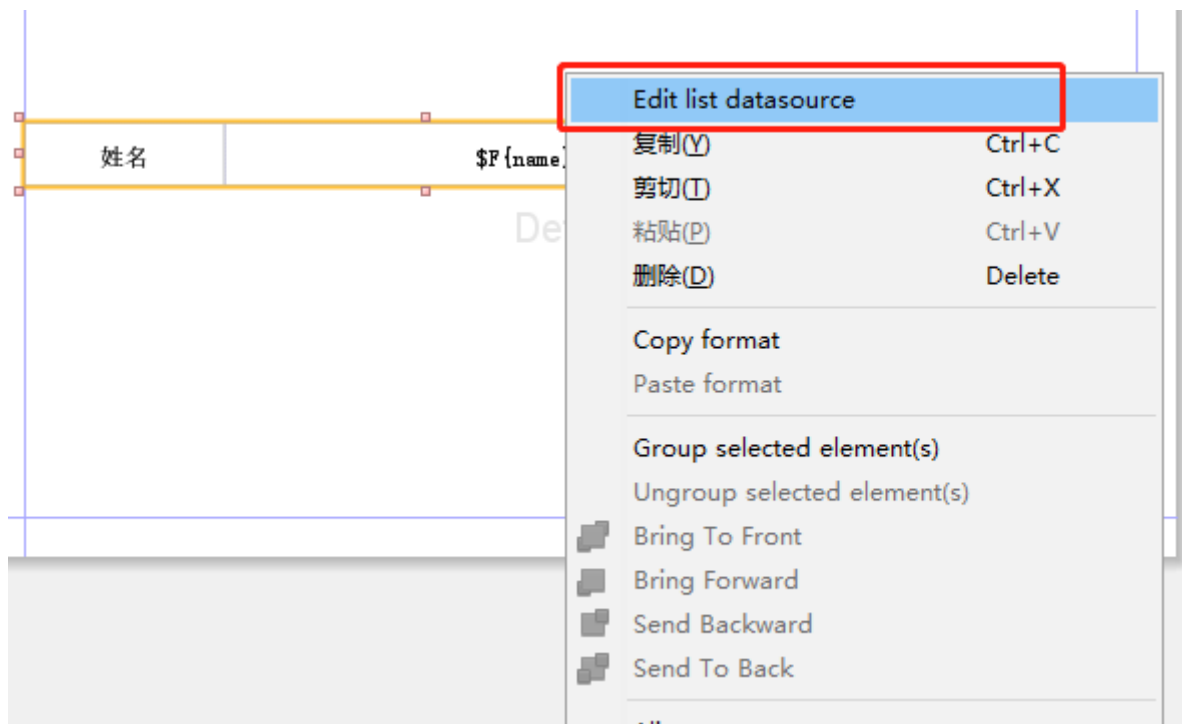 姓名
$F{name}
Edit list datasource
复制(Y) Ctrl+C
剪切(T) Ctrl+X
粘贴(P) Ctrl+V
删除(D) Delete
Copy format
Paste format
Group selected element(s)
Ungroup selected element(s)
Bring To Front
Bring Forward
Send Backward
Send To Back